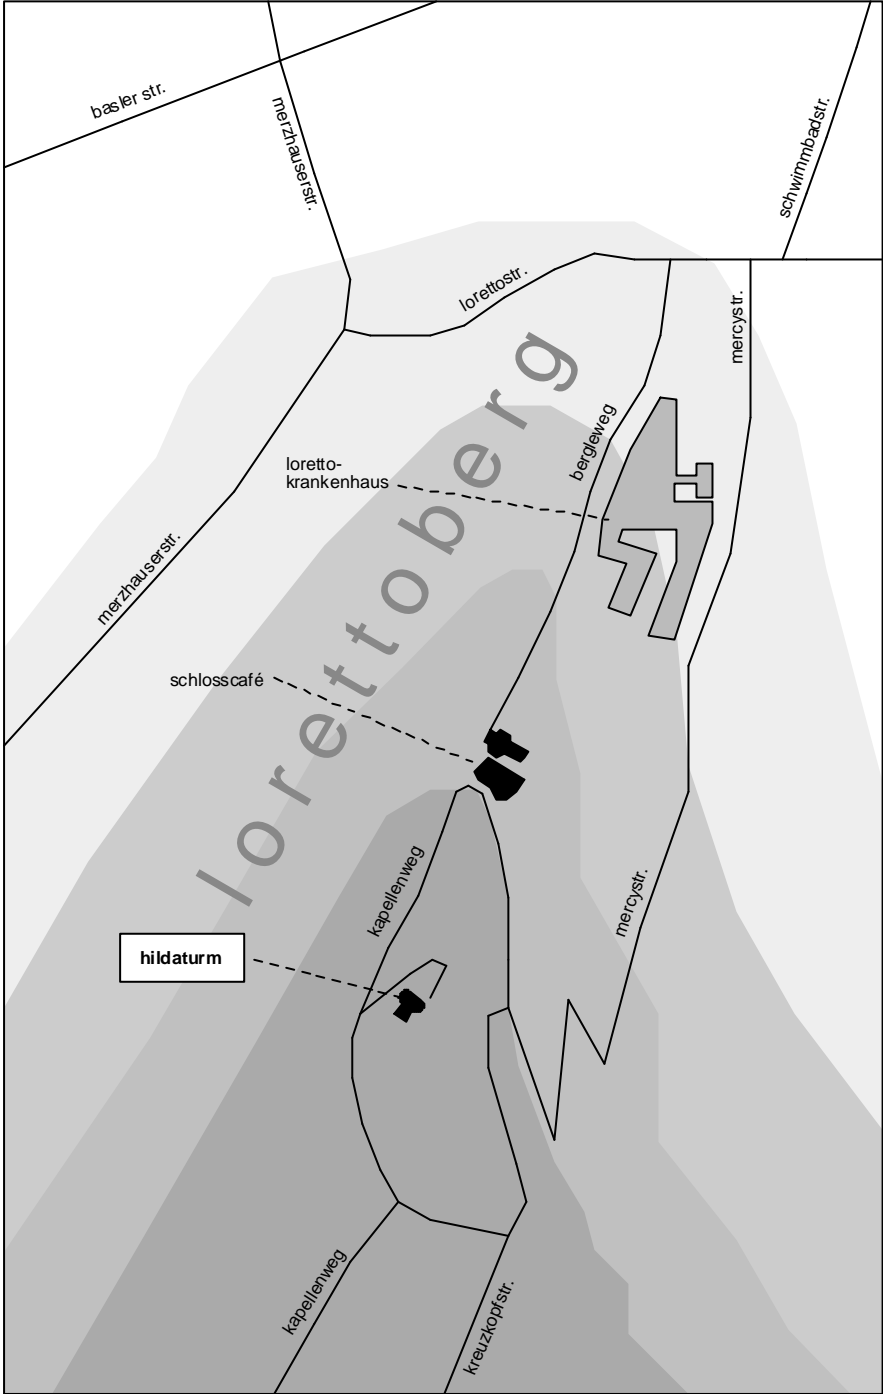 basler str.
merzhauserstr.
schwimmbadstr.
lorettostr.
mercystr.
lorettoberg
bergleweg
loretto-
krankenhaus
merzhauserstr.
schlosscafé
kapellenweg
mercystr.
hildaturm
kapellenweg
kreuzkopfstr.